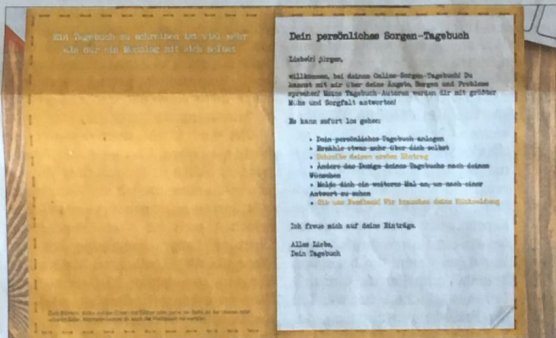 Ein Tagebuch zu schreiben ist viel mehr
als nur ein Monolog mit sich selbst
Dein persönliches Sorgen-Tagebuch
Liebe(r) jürgen,
willkommen, bei deinem Online-Sorgen-Tagebuch! Du
kannst mit mir über deine Ängste, Sorgen und Probleme
sprechen! Meine Tagebuch-Autoren werden dir mit größter
Mühe und Sorgfalt antworten!
Es kann sofort los gehen:
• Dein persönliches Tagebuch anlegen
• Erzähle etwas mehr über dich selbst
• Schreibe deinen ersten Eintrag
• Ändere das Design deines Tagebuchs nach deinen
Wünschen
• Melde dich ein weiteres Mal an, um nach einer
Antwort zu sehen
• Gib uns Feedback! Wir brauchen deine Rückmeldung
Ich freue mich auf deine Einträge.
Alles Liebe,
Dein Tagebuch